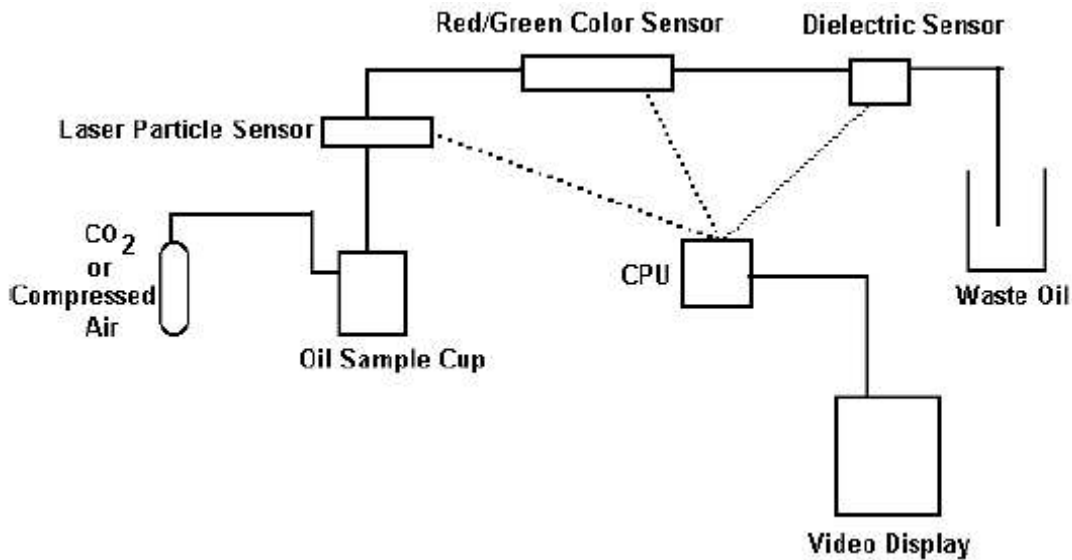 Red/Green Color Sensor
Dielectric Sensor
Laser Particle Sensor
CO2
or
Compressed
Air
Oil Sample Cup
CPU
Waste Oil
Video Display